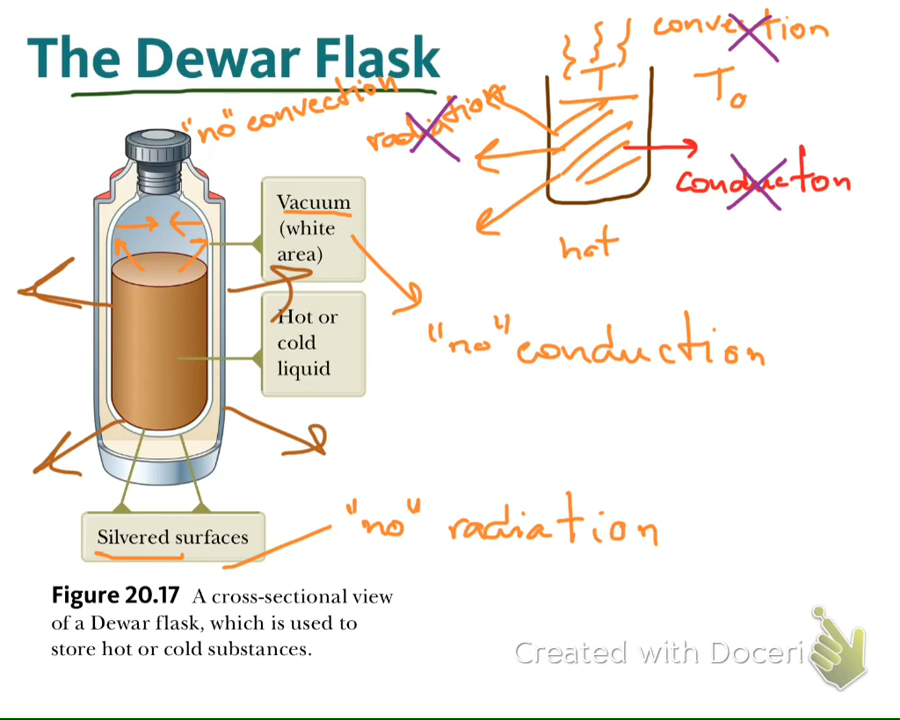 The Dewar Flask
convection
T
T₀
"no" convection
radiation
conducton
Vacuum
(white
area)
hot
Hot or
cold
liquid
"no" conduction
Silvered surfaces
"no" radiation
Figure 20.17 A cross-sectional view
of a Dewar flask, which is used to
store hot or cold substances.
Created with Doceri